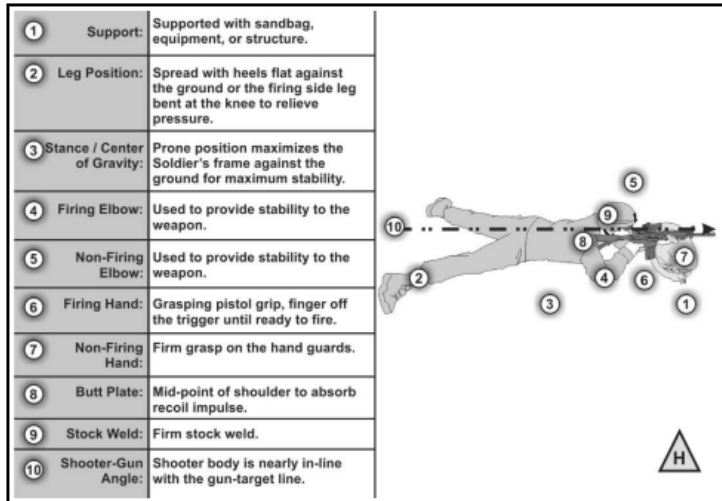 1 Support: Supported with sandbag,
equipment, or structure.
2 Leg Position: Spread with heels flat against
the ground or the firing side leg
bent at the knee to relieve
pressure.
3 Stance / Center Prone position maximizes the
of Gravity: Soldier's frame against the
ground for maximum stability.
4 Firing Elbow: Used to provide stability to the
weapon.
5 Non-Firing Used to provide stability to the
Elbow: weapon.
6 Firing Hand: Grasping pistol grip, finger off
the trigger until ready to fire.
7 Non-Firing Firm grasp on the hand guards.
Hand:
8 Butt Plate: Mid-point of shoulder to absorb
recoil impulse.
9 Stock Weld: Firm stock weld.
10 Shooter-Gun Shooter body is nearly in-line
Angle: with the gun-target line.
5
9
10
8
7
2
4
6
3
1
H